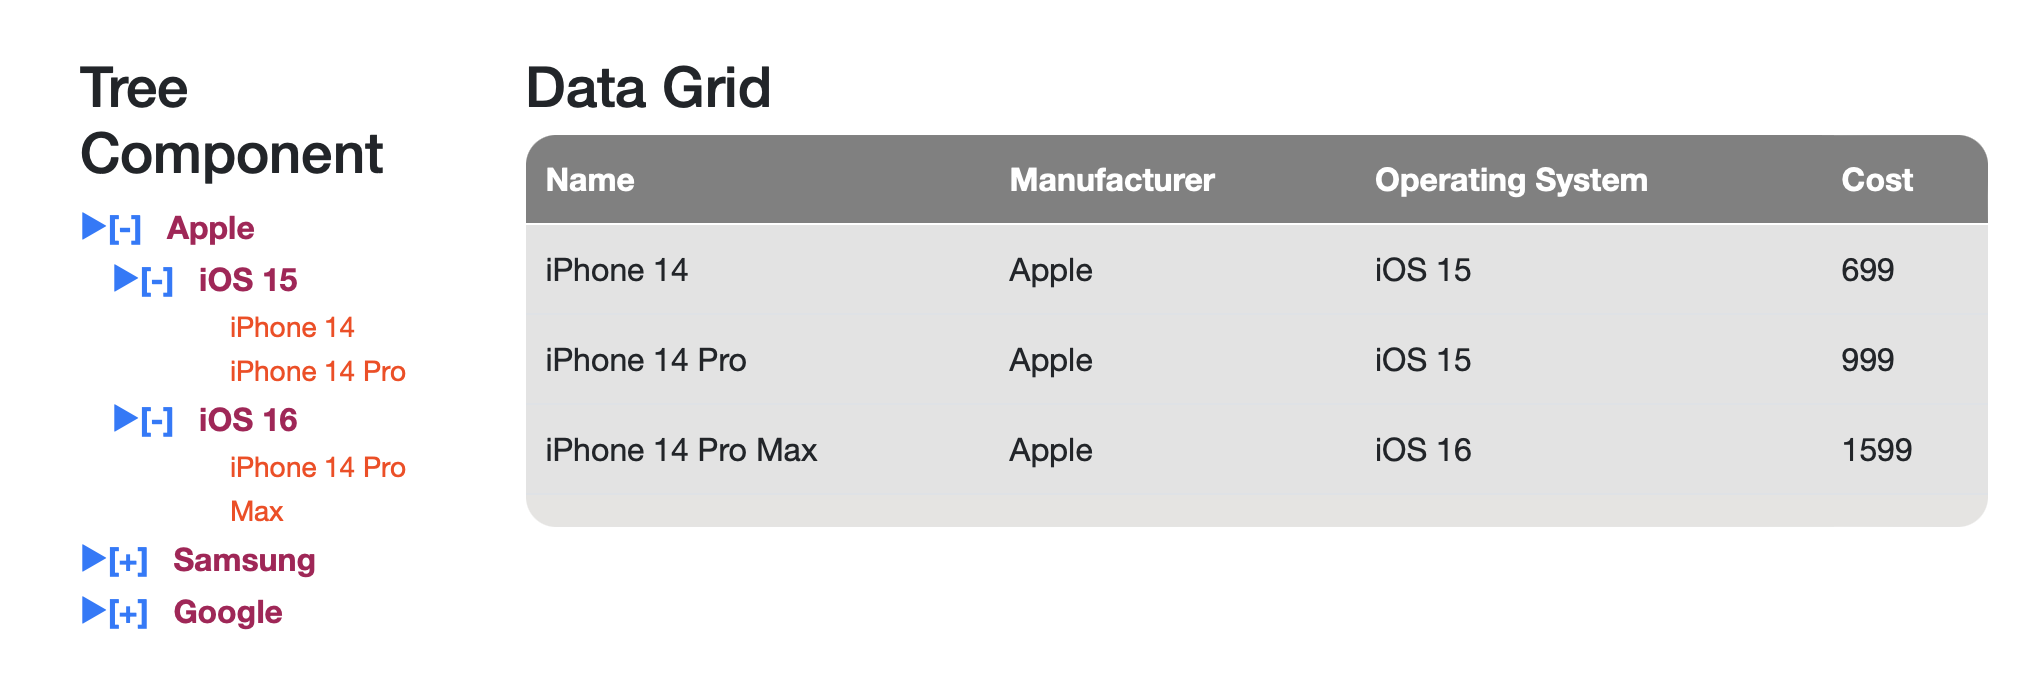 Tree
Component
▶[-] Apple
▶[-] iOS 15
iPhone 14
iPhone 14 Pro
▶[-] iOS 16
iPhone 14 Pro
Max
▶[+] Samsung
▶[+] Google
Data Grid
Name Manufacturer Operating System Cost
iPhone 14 Apple iOS 15 699
iPhone 14 Pro Apple iOS 15 999
iPhone 14 Pro Max Apple iOS 16 1599